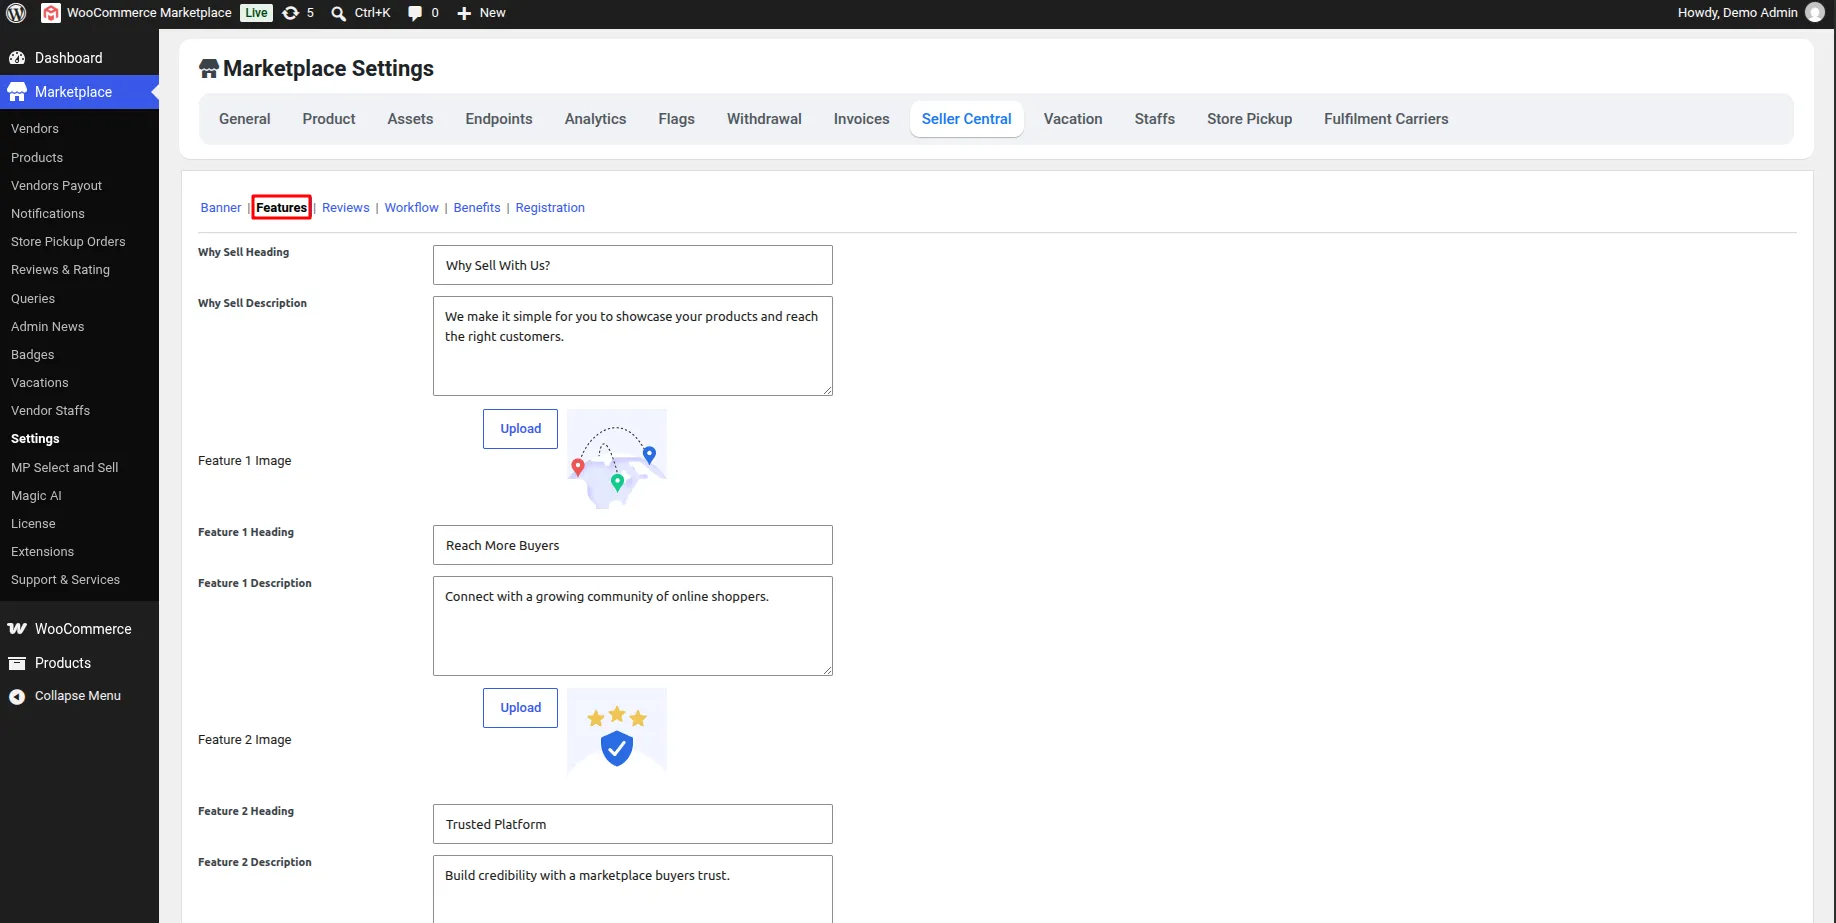 WooCommerce Marketplace Live 5 Ctrl+K 0 New Howdy, Demo Admin
Dashboard
Marketplace
Vendors
Products
Vendors Payout
Notifications
Store Pickup Orders
Reviews & Rating
Queries
Admin News
Badges
Vacations
Vendor Staffs
Settings
MP Select and Sell
Magic AI
License
Extensions
Support & Services
WooCommerce
Products
Collapse Menu
Marketplace Settings
General Product Assets Endpoints Analytics Flags Withdrawal Invoices Seller Central Vacation Staffs Store Pickup Fulfilment Carriers
Banner | Features | Reviews | Workflow | Benefits | Registration
Why Sell Heading
Why Sell With Us?
Why Sell Description
We make it simple for you to showcase your products and reach
the right customers.
Upload
Feature 1 Image
Feature 1 Heading
Reach More Buyers
Feature 1 Description
Connect with a growing community of online shoppers.
Upload
Feature 2 Image
Feature 2 Heading
Trusted Platform
Feature 2 Description
Build credibility with a marketplace buyers trust.